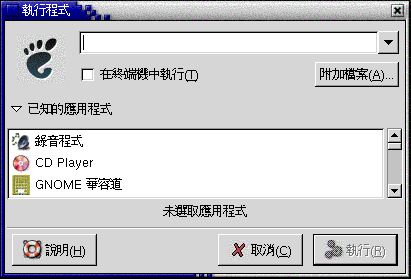 執行程式
在終端機中執行(T)
附加檔案(A)...
已知的應用程式
錄音程式
CD Player
GNOME 華容道
未選取應用程式
說明(H)
取消(C)
執行(R)